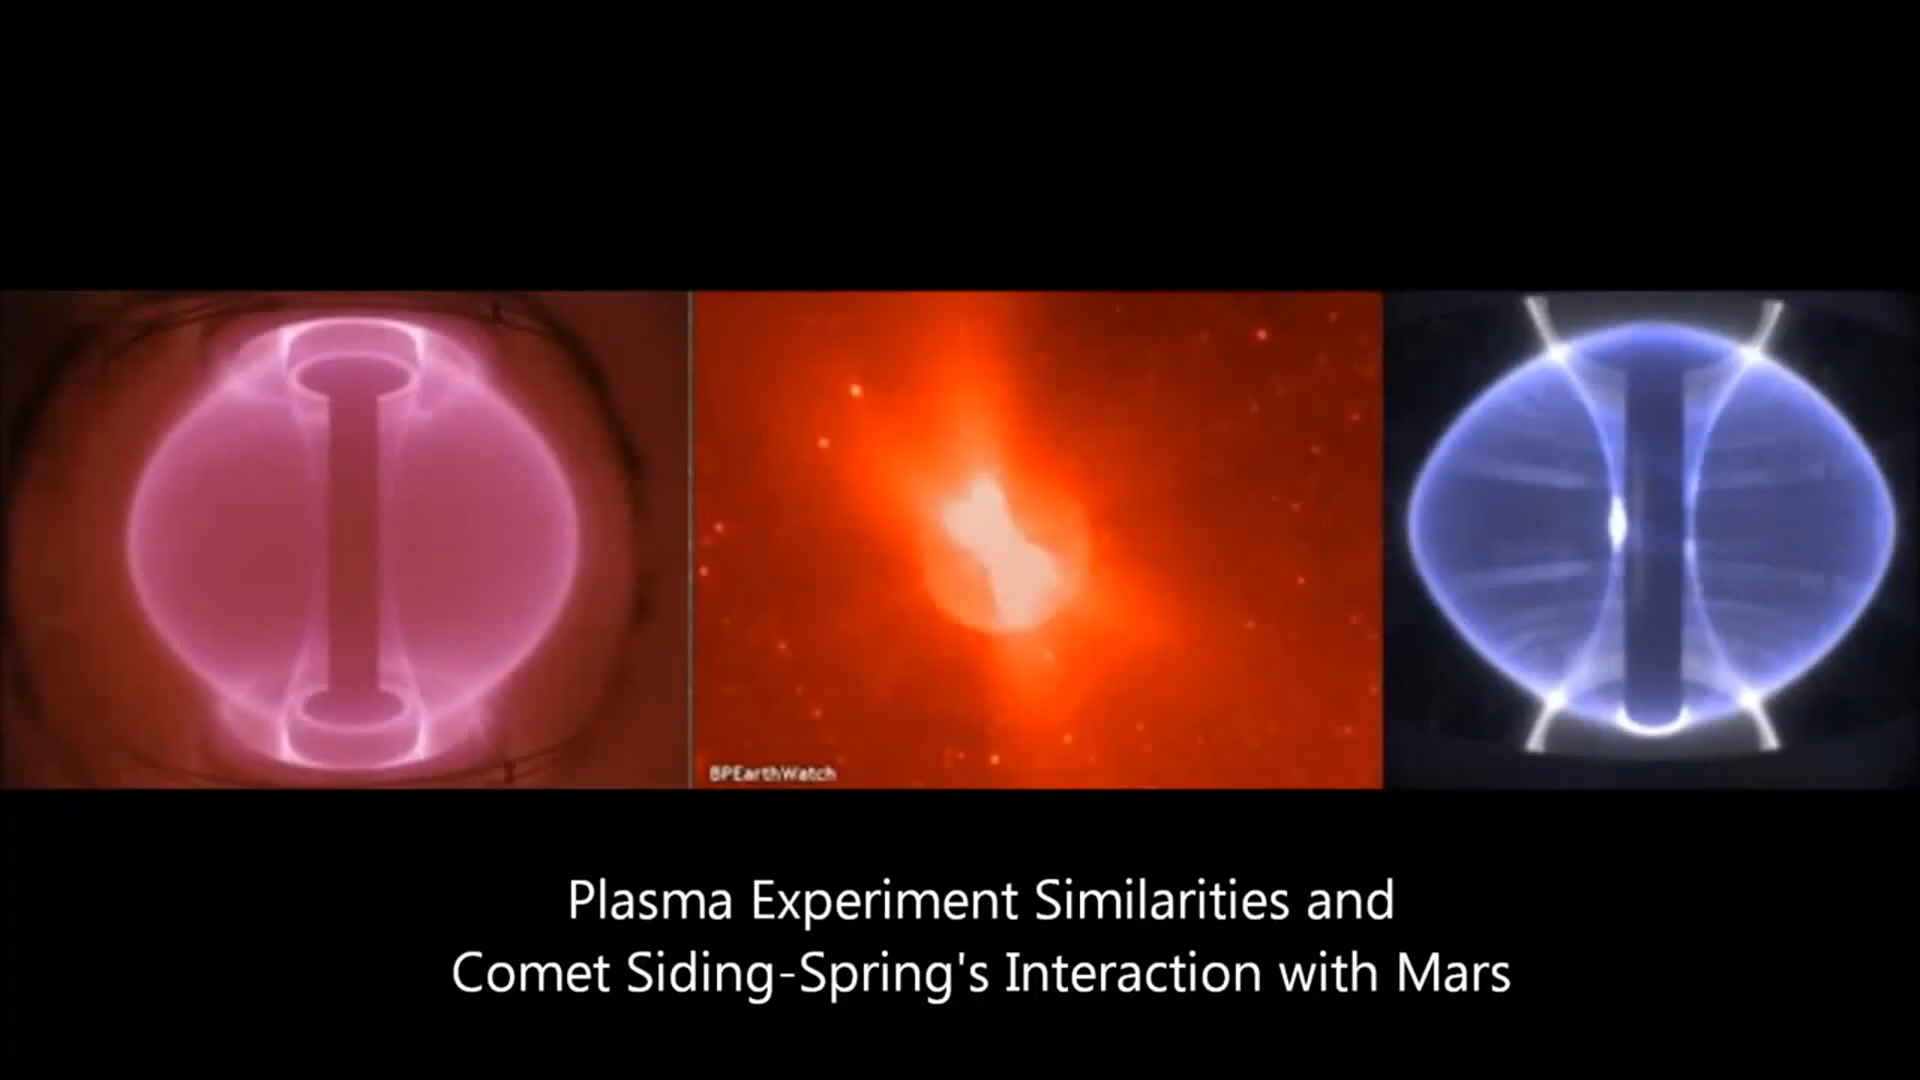 BPEarthWatch
Plasma Experiment Similarities and
Comet Siding-Spring's Interaction with Mars